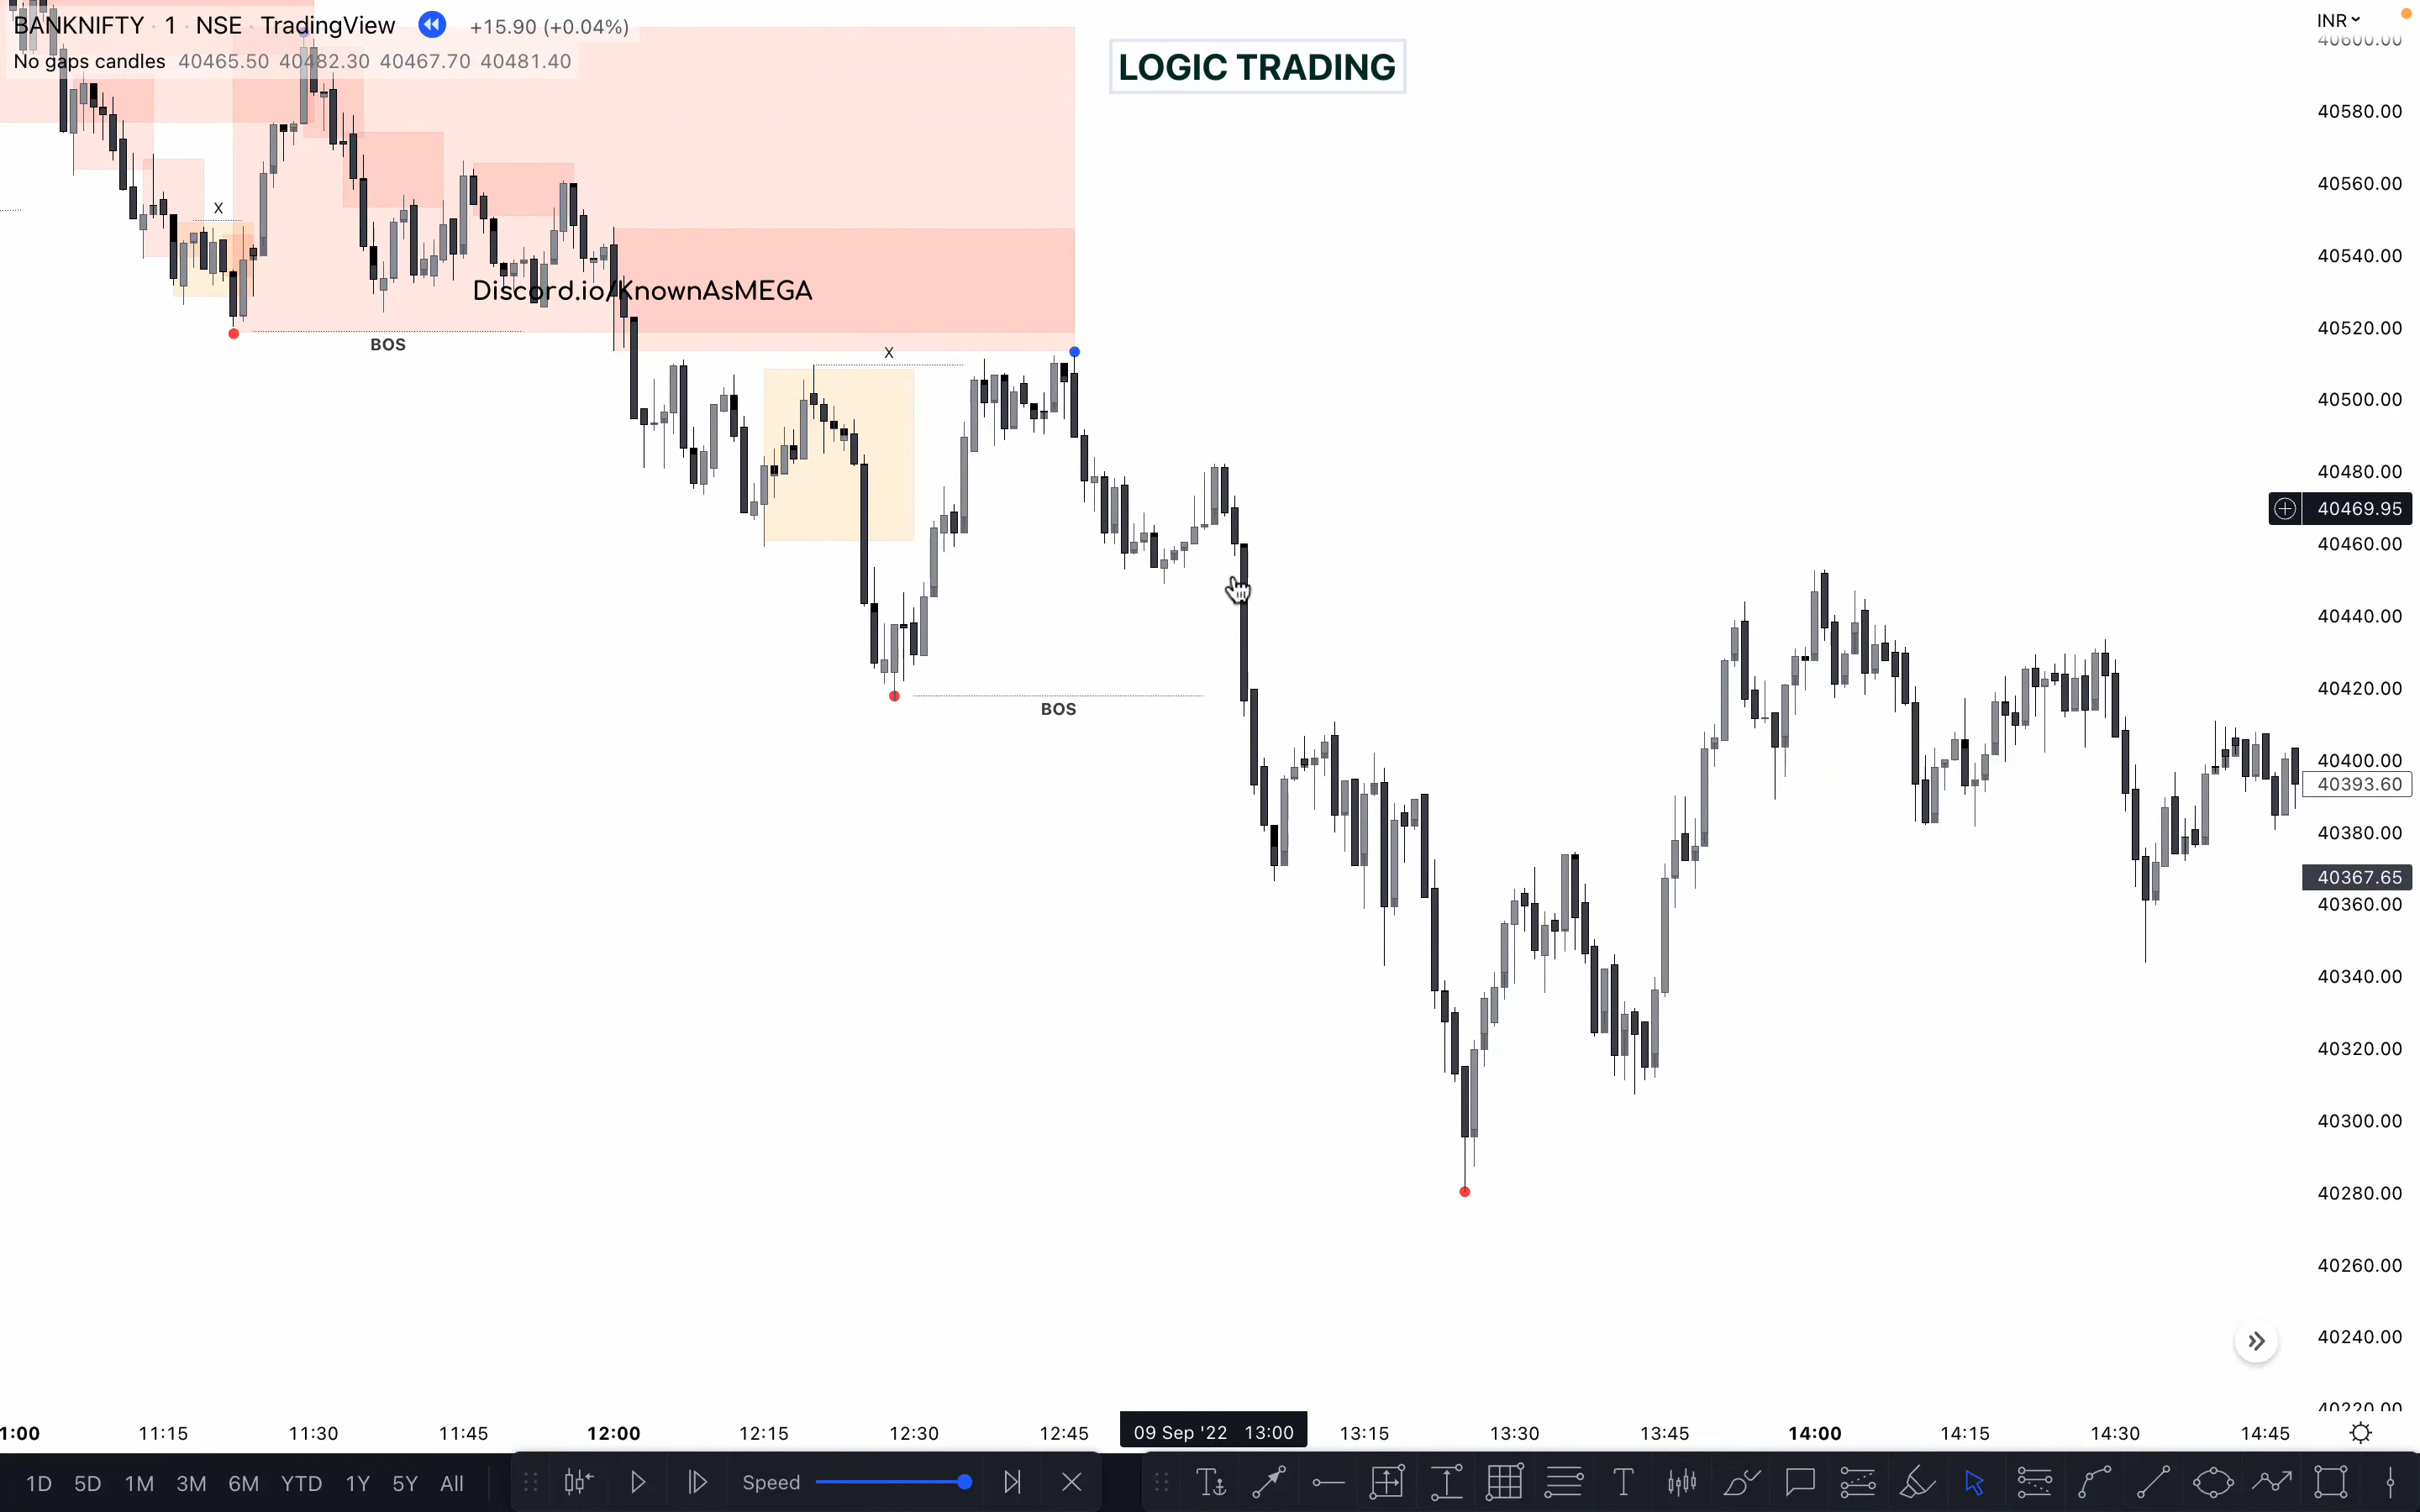 BANKNIFTY · 1 · NSE · TradingView +15.90 (+0.04%)
No gaps candles 40465.50 40482.30 40467.70 40481.40
LOGIC TRADING
INR
40600.00
40580.00
40560.00
X
40540.00
Discord.io/KnownAsMEGA
40520.00
BOS
X
40500.00
40480.00
40469.95
40460.00
40440.00
40420.00
BOS
40400.00
40393.60
40380.00
40367.65
40360.00
40340.00
40320.00
40300.00
40280.00
40260.00
40240.00
40220.00
1:00 11:15 11:30 11:45 12:00 12:15 12:30 12:45 09 Sep '22 13:00 13:15 13:30 13:45 14:00 14:15 14:30 14:45
1D 5D 1M 3M 6M YTD 1Y 5Y All Speed